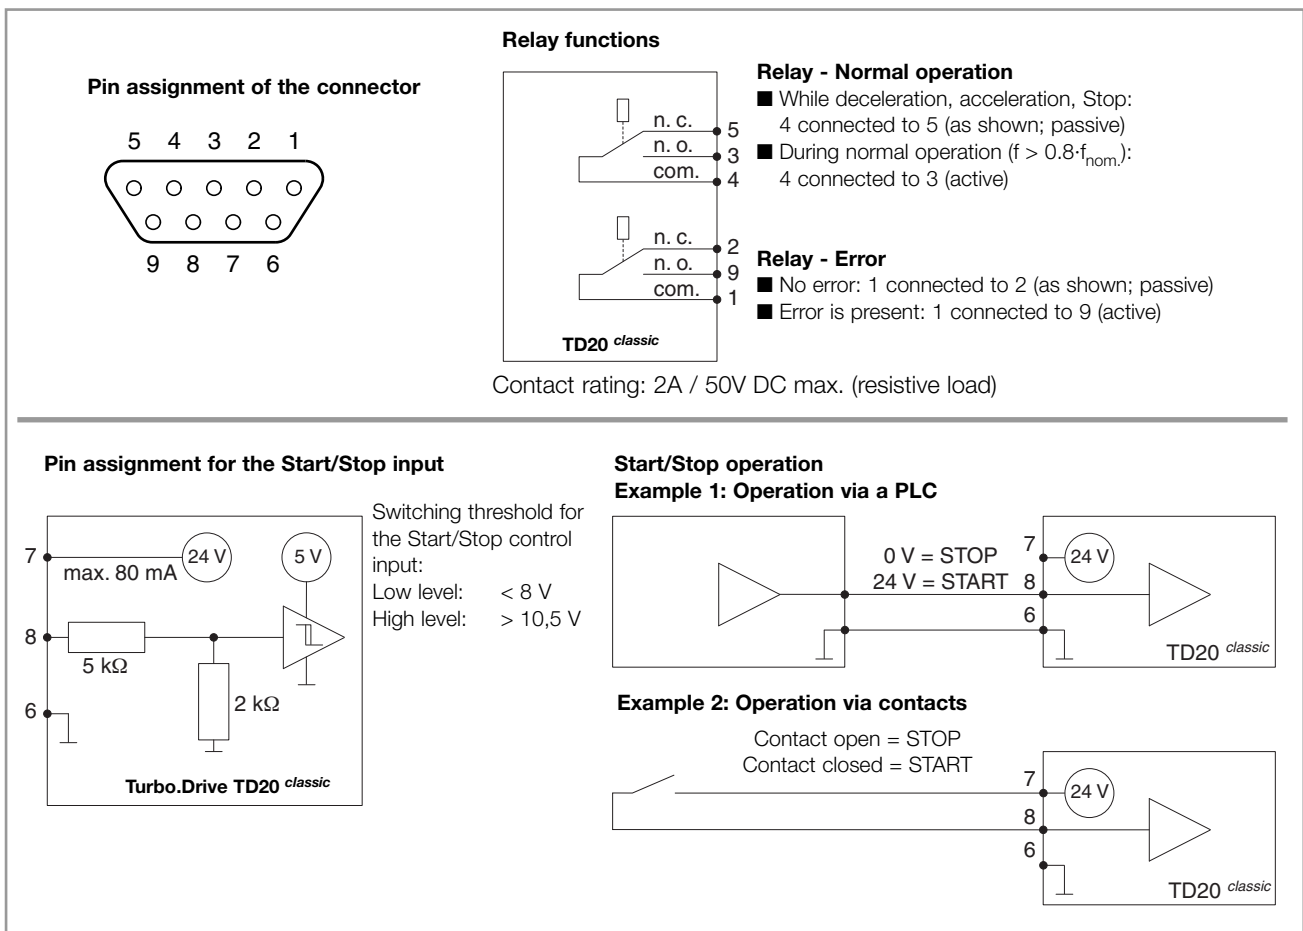 Pin assignment of the connector
5 4 3 2 1
9 8 7 6
Relay functions
n. c. 5
n. o. 3
com. 4
n. c. 2
n. o. 9
com. 1
TD20 classic
Relay - Normal operation
■ While deceleration, acceleration, Stop:
4 connected to 5 (as shown; passive)
■ During normal operation (f > 0.8·fnom.):
4 connected to 3 (active)
Relay - Error
■ No error: 1 connected to 2 (as shown; passive)
■ Error is present: 1 connected to 9 (active)
Contact rating: 2A / 50V DC max. (resistive load)
Pin assignment for the Start/Stop input
7
max. 80 mA
24 V
5 V
8
5 kΩ
2 kΩ
6
Turbo.Drive TD20 classic
Switching threshold for
the Start/Stop control
input:
Low level: < 8 V
High level: > 10,5 V
Start/Stop operation
Example 1: Operation via a PLC
0 V = STOP
24 V = START
7
24 V
8
6
TD20 classic
Example 2: Operation via contacts
Contact open = STOP
Contact closed = START
7
24 V
8
6
TD20 classic